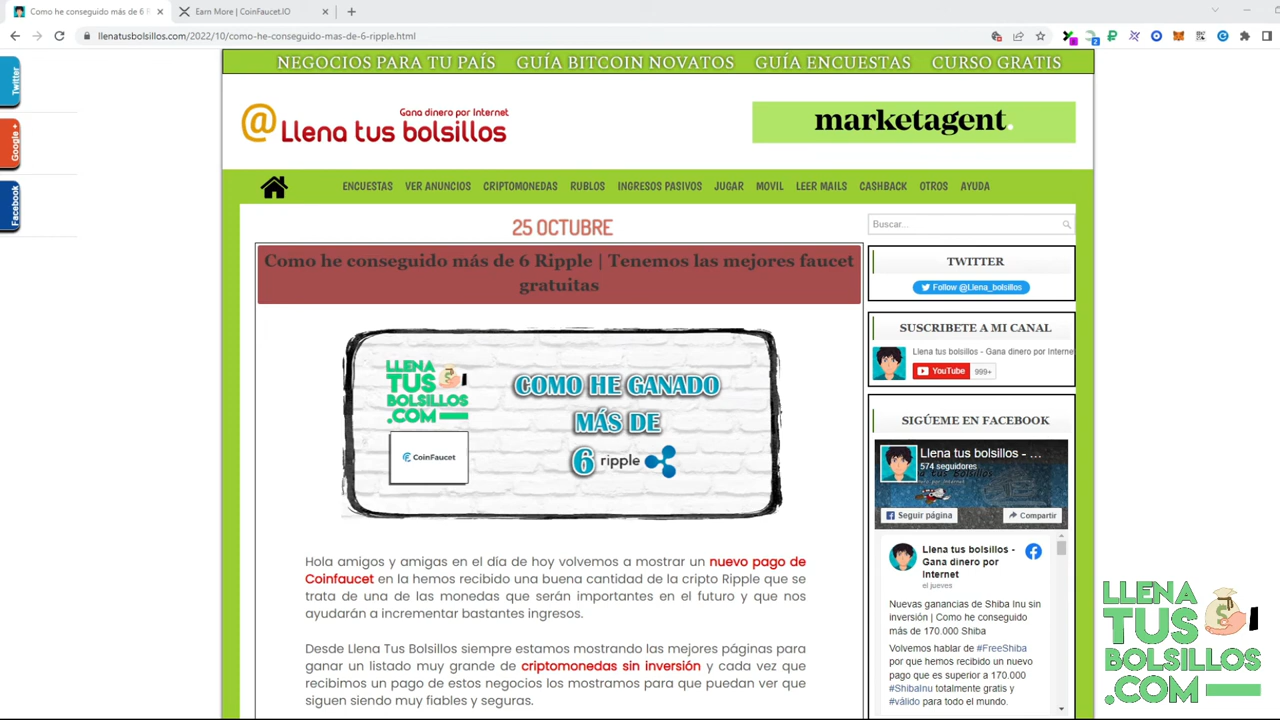 Como he conseguido más de 6 R
Earn More | CoinFaucet.IO
llenatusbolsillos.com/2022/10/como-he-conseguido-mas-de-6-ripple.html
Twitter
Google +
Facebook
NEGOCIOS PARA TU PAÍS GUÍA BITCOIN NOVATOS GUÍA ENCUESTAS CURSO GRATIS
Gana dinero por Internet
@Llena tus bolsillos
marketagent.
ENCUESTAS VER ANUNCIOS CRIPTOMONEDAS RUBLOS INGRESOS PASIVOS JUGAR MOVIL LEER MAILS CASHBACK OTROS AYUDA
25 OCTUBRE
Como he conseguido más de 6 Ripple | Tenemos las mejores faucet
gratuitas
LLENA
TUS
BOLSILLOS
.COM
CoinFaucet
COMO HE GANADO
MÁS DE
6 ripple
Hola amigos y amigas en el día de hoy volvemos a mostrar un nuevo pago de
Coinfaucet en la hemos recibido una buena cantidad de la cripto Ripple que se
trata de una de las monedas que serán importantes en el futuro y que nos
ayudarán a incrementar bastantes ingresos.
Desde Llena Tus Bolsillos siempre estamos mostrando las mejores páginas para
ganar un listado muy grande de criptomonedas sin inversión y cada vez que
recibimos un pago de estos negocios los mostramos para que puedan ver que
siguen siendo muy fiables y seguras.
Buscar...
TWITTER
Follow @Llena_bolsillos
SUSCRIBETE A MI CANAL
Llena tus bolsillos - Gana dinero por Interne
YouTube 999+
SIGÚEME EN FACEBOOK
Llena tus bolsillos - ...
574 seguidores
Seguir página
Compartir
Llena tus bolsillos -
Gana dinero por
Internet
el jueves
Nuevas ganancias de Shiba Inu sin
inversión | Como he conseguido
más de 170.000 Shiba
Volvemos hablar de #FreeShiba
por que hemos recibido un nuevo
pago que es superior a 170.000
#ShibaInu totalmente gratis y
#válido para todo el mundo.
LLENA
TUS
BOLSILLOS
.COM